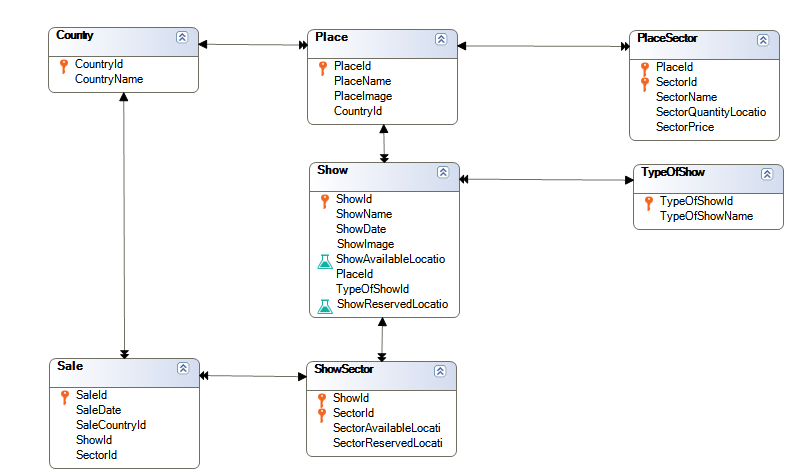 Country
CountryId
CountryName
Place
PlaceId
PlaceName
PlaceImage
CountryId
PlaceSector
PlaceId
SectorId
SectorName
SectorQuantityLocatio
SectorPrice
Show
ShowId
ShowName
ShowDate
ShowImage
ShowAvailableLocatio
PlaceId
TypeOfShowId
ShowReservedLocatio
TypeOfShow
TypeOfShowId
TypeOfShowName
Sale
SaleId
SaleDate
SaleCountryId
ShowId
SectorId
ShowSector
ShowId
SectorId
SectorAvailableLocati
SectorReservedLocati